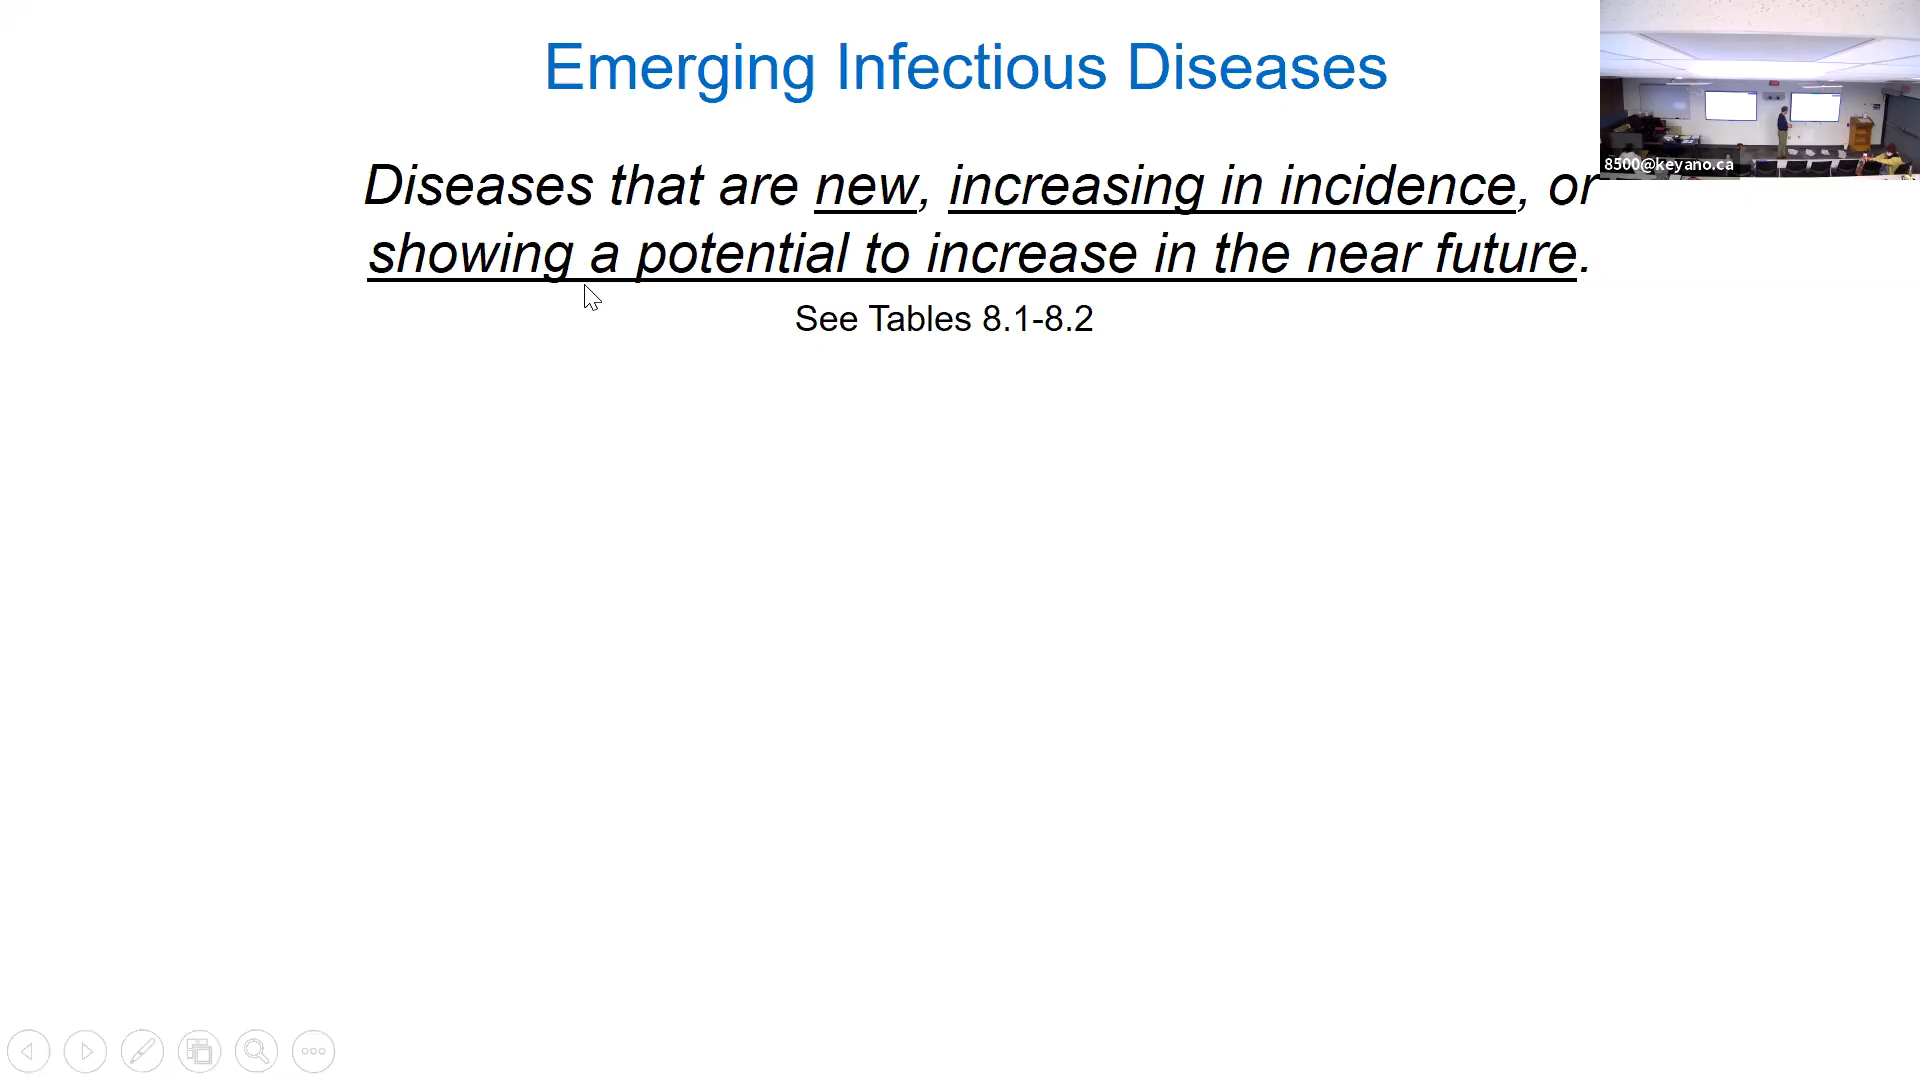 Emerging Infectious Diseases
8500@keyano.ca
Diseases that are new, increasing in incidence, or
showing a potential to increase in the near future.
See Tables 8.1-8.2